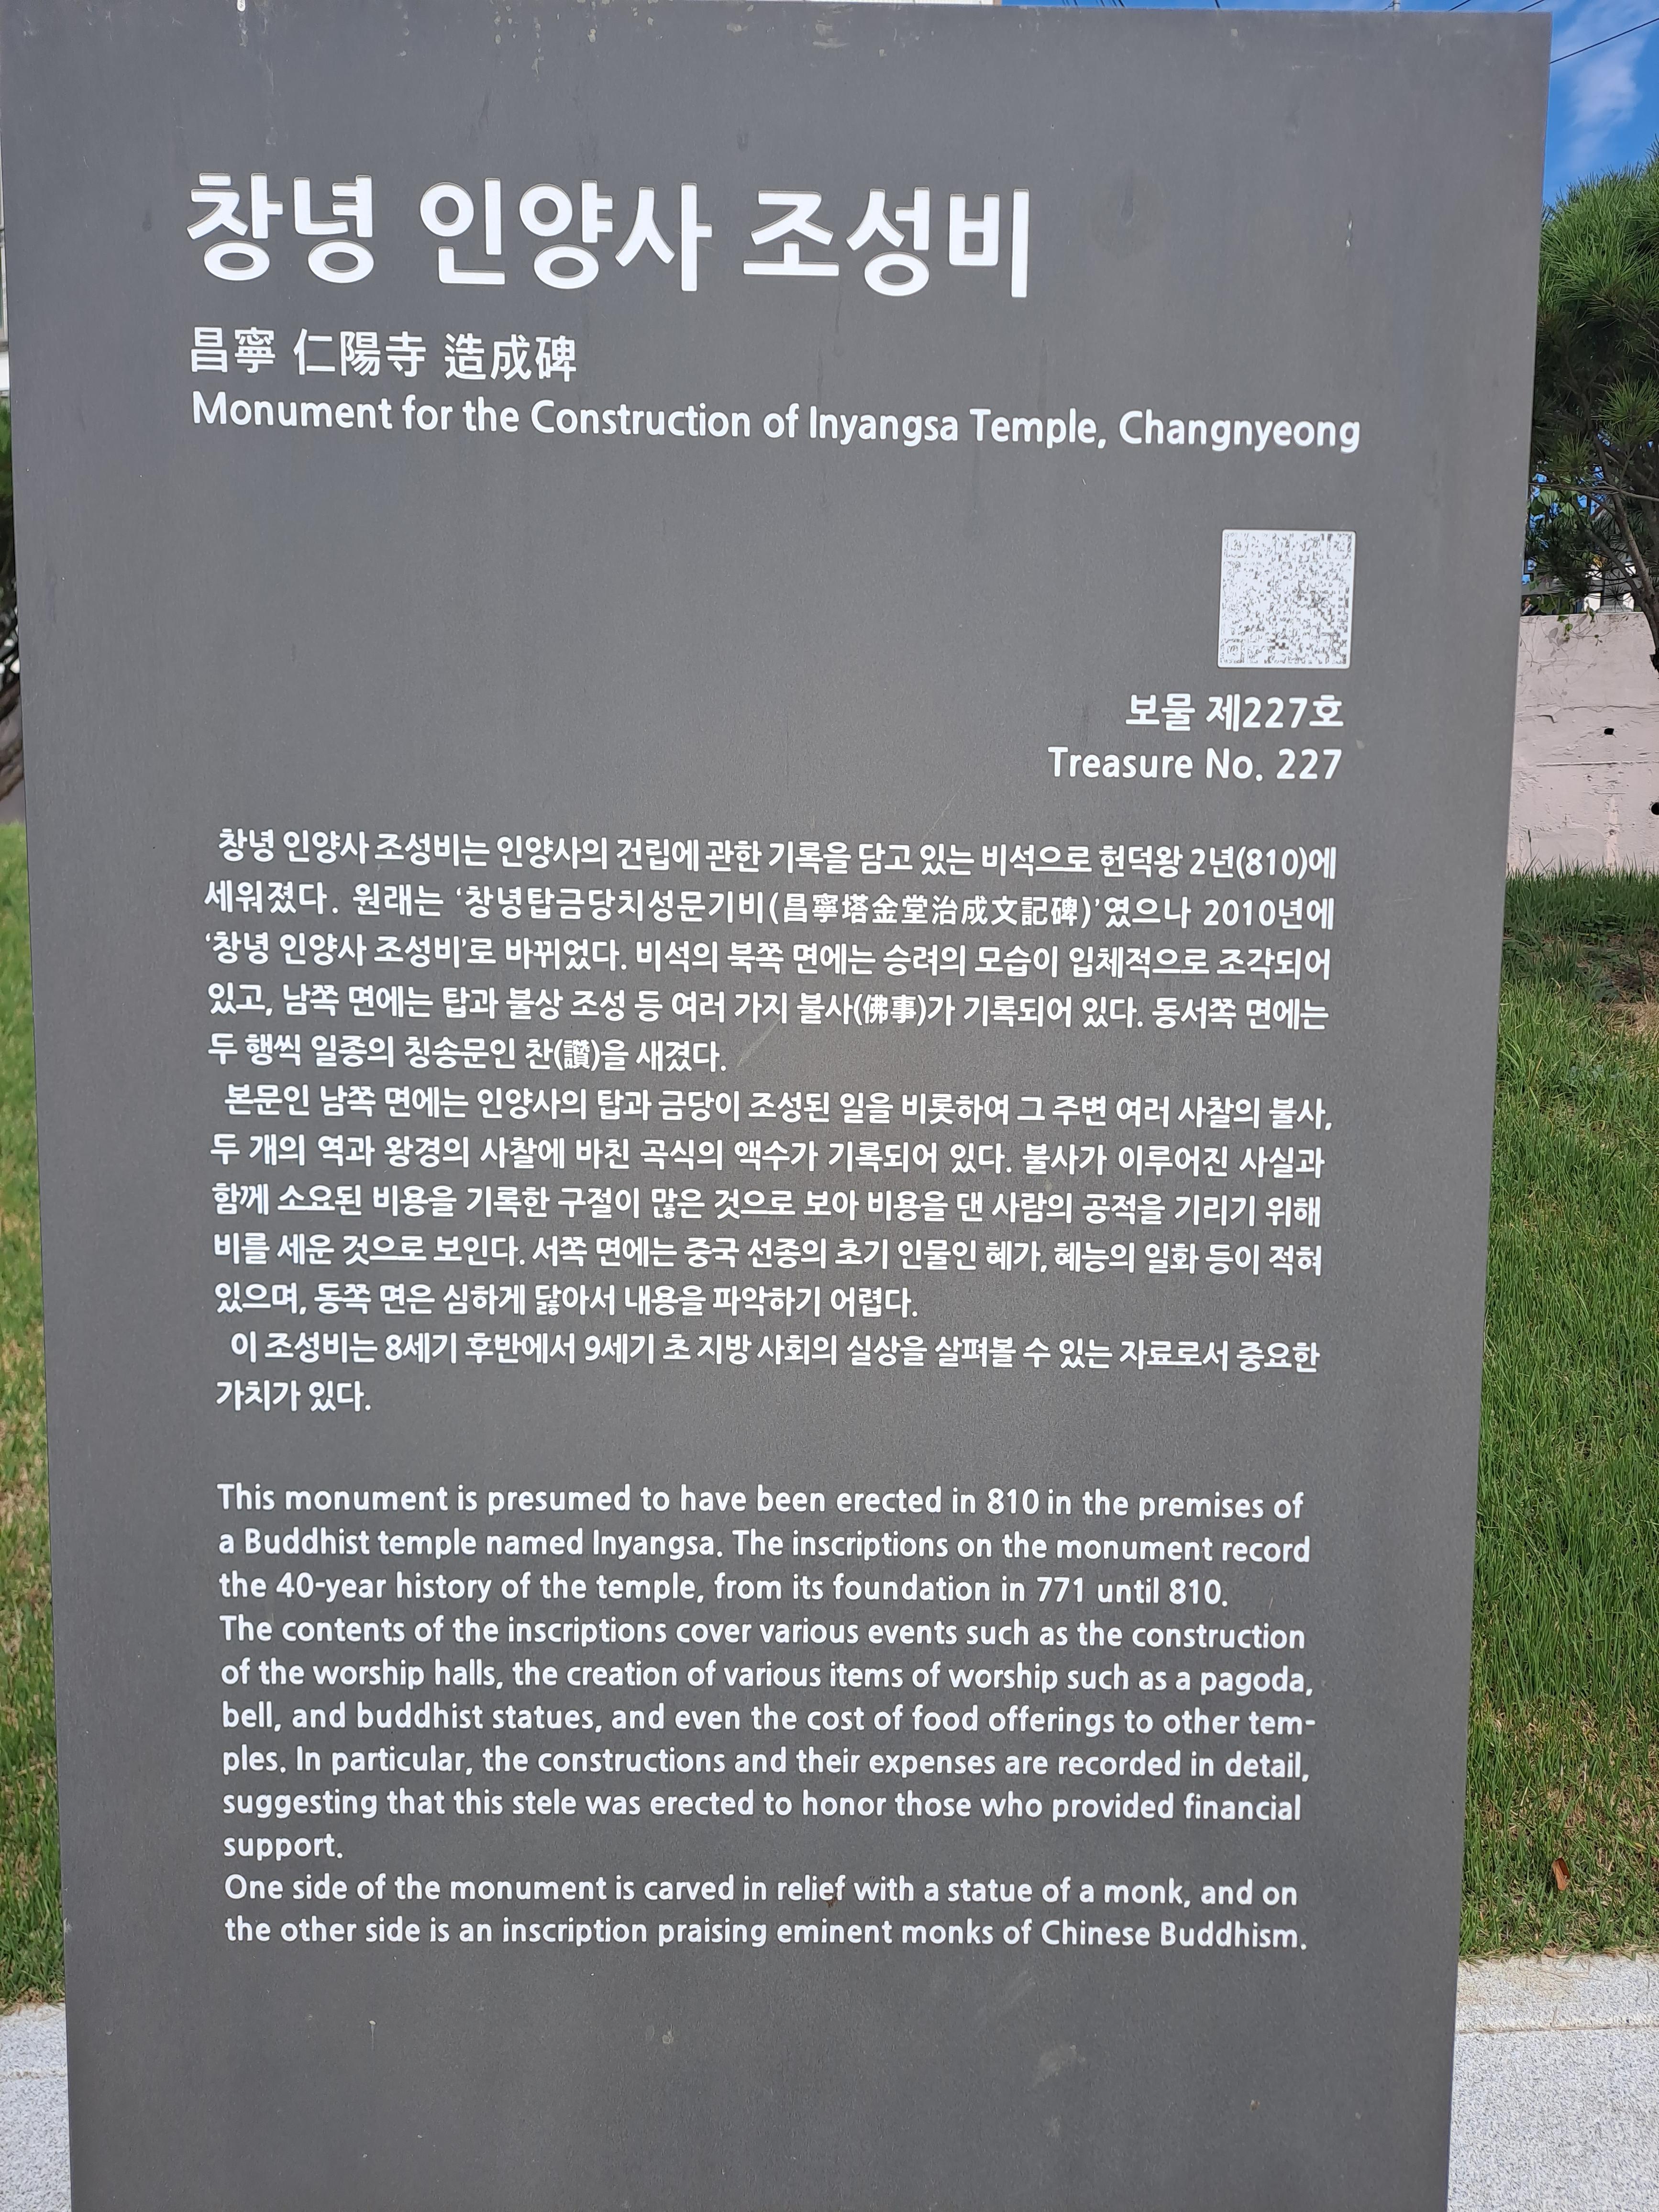 창녕 인양사 조성비
昌寧 仁陽寺 造成碑
Monument for the Construction of Inyangsa Temple, Changnyeong
보물 제227호
Treasure No. 227
창녕 인양사 조성비는 인양사의 건립에 관한 기록을 담고 있는 비석으로 헌덕왕 2년(810)에
세워졌다. 원래는 ‘창녕탑금당치성문기비(昌寧塔金堂治成文記碑)’였으나 2010년에
‘창녕 인양사 조성비’로 바뀌었다. 비석의 북쪽 면에는 승려의 모습이 입체적으로 조각되어
있고, 남쪽 면에는 탑과 불상 조성 등 여러 가지 불사(佛事)가 기록되어 있다. 동서쪽 면에는
두 행씩 일종의 칭송문인 찬(讚)을 새겼다.
본문인 남쪽 면에는 인양사의 탑과 금당이 조성된 일을 비롯하여 그 주변 여러 사찰의 불사,
두 개의 역과 왕경의 사찰에 바친 곡식의 액수가 기록되어 있다. 불사가 이루어진 사실과
함께 소요된 비용을 기록한 구절이 많은 것으로 보아 비용을 댄 사람의 공적을 기리기 위해
비를 세운 것으로 보인다. 서쪽 면에는 중국 선종의 초기 인물인 혜가, 혜능의 일화 등이 적혀
있으며, 동쪽 면은 심하게 닳아서 내용을 파악하기 어렵다.
이 조성비는 8세기 후반에서 9세기 초 지방 사회의 실상을 살펴볼 수 있는 자료로서 중요한
가치가 있다.
This monument is presumed to have been erected in 810 in the premises of
a Buddhist temple named Inyangsa. The inscriptions on the monument record
the 40-year history of the temple, from its foundation in 771 until 810.
The contents of the inscriptions cover various events such as the construction
of the worship halls, the creation of various items of worship such as a pagoda,
bell, and buddhist statues, and even the cost of food offerings to other tem-
ples. In particular, the constructions and their expenses are recorded in detail,
suggesting that this stele was erected to honor those who provided financial
support.
One side of the monument is carved in relief with a statue of a monk, and on
the other side is an inscription praising eminent monks of Chinese Buddhism.